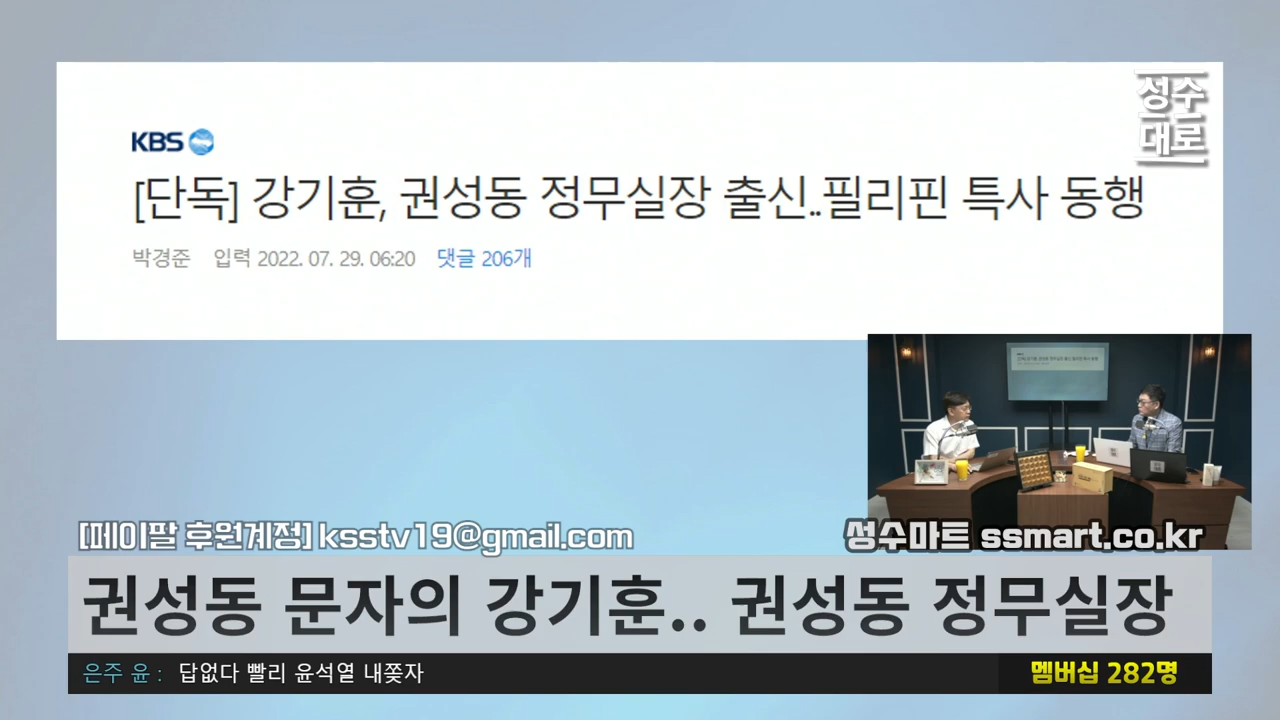 성수
대로
KBS
[단독] 강기훈, 권성동 정무실장 출신..필리핀 특사 동행
박경준 입력 2022. 07. 29. 06:20 댓글 206개
[페이팔 후원계정] ksstv19@gmail.com
성수마트 ssmart.co.kr
권성동 문자의 강기훈.. 권성동 정무실장
은주 윤 : 답없다 빨리 윤석열 내쫒자
멤버십 282명